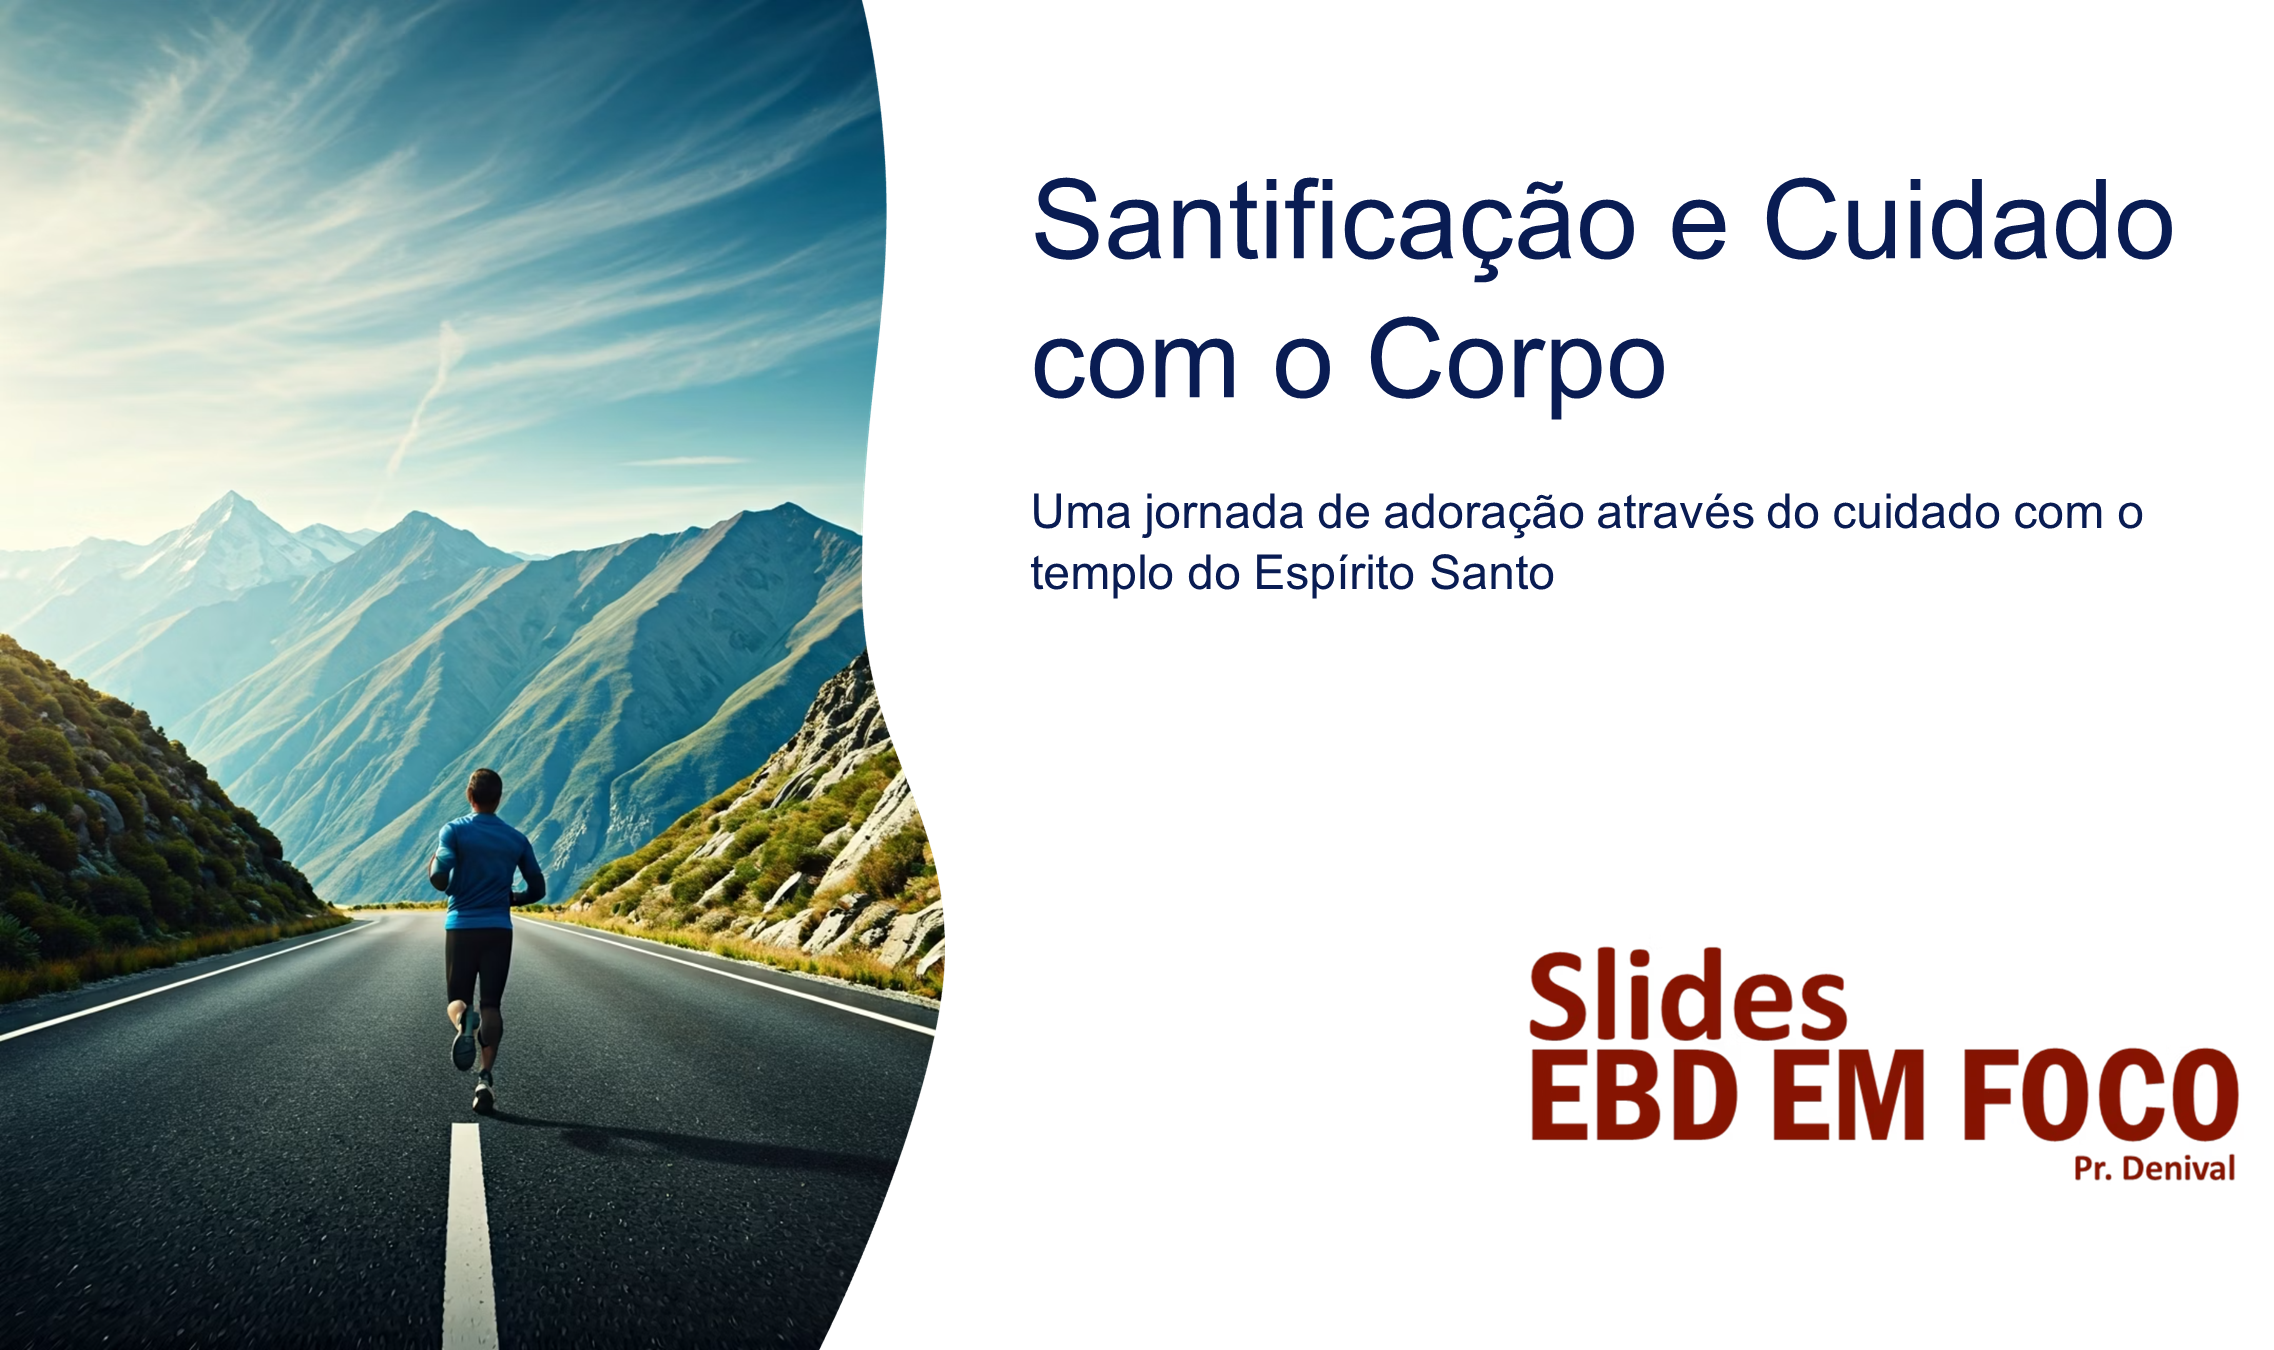 Santificação e Cuidado
com o Corpo
Uma jornada de adoração através do cuidado com o
templo do Espírito Santo
Slides
EBD EM FOCO
Pr. Denival